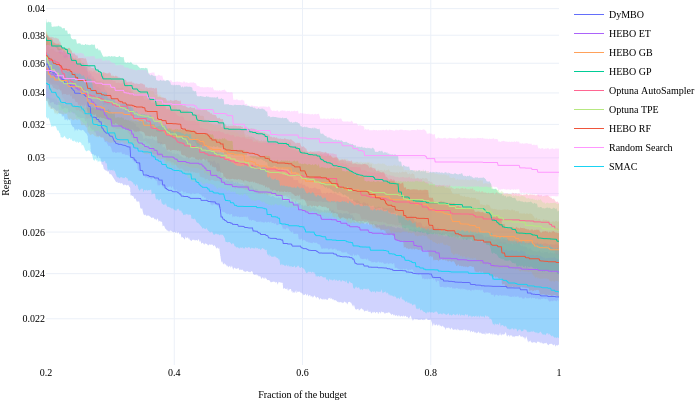 0.04
0.038
0.036
0.034
0.032
0.03
0.028
0.026
0.024
0.022
Regret
0.2
0.4
0.6
0.8
1
Fraction of the budget
DyMBO
HEBO ET
HEBO GB
HEBO GP
Optuna AutoSampler
Optuna TPE
HEBO RF
Random Search
SMAC